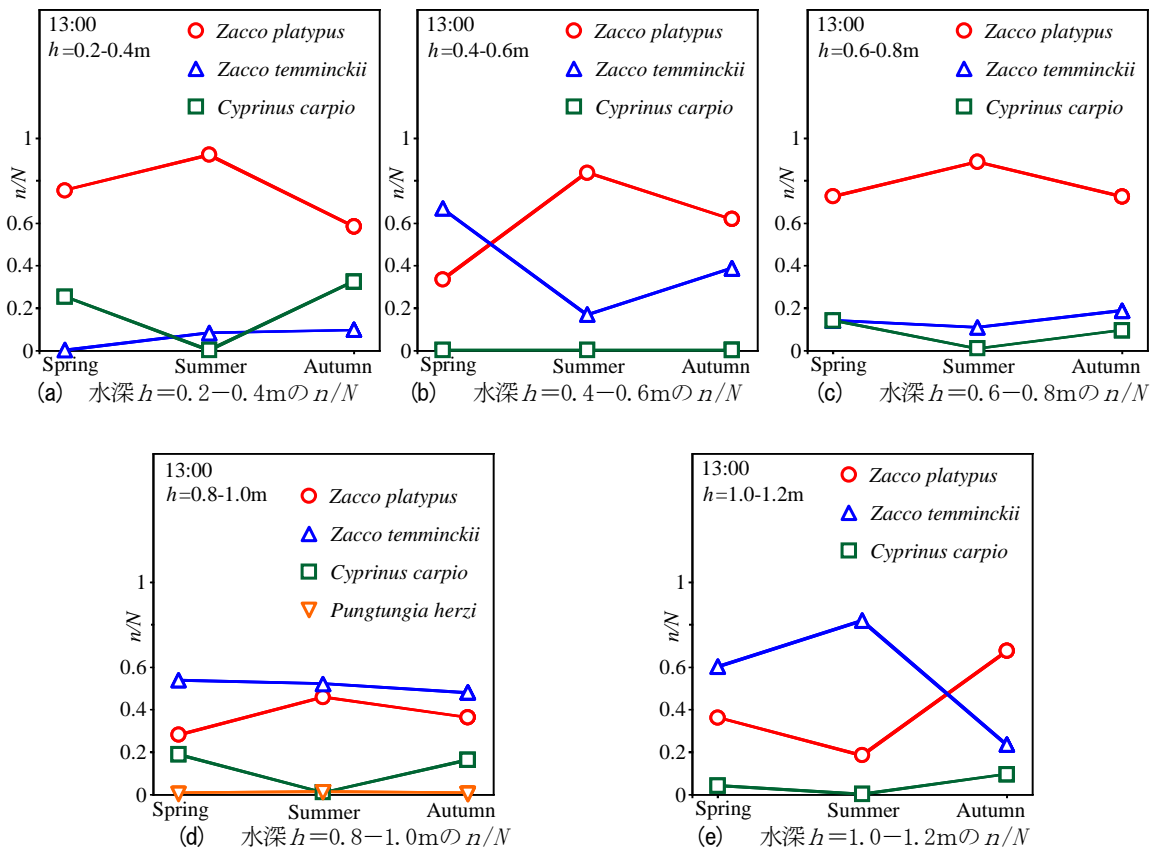 13:00
h=0.2-0.4m
Zacco platypus
Zacco temminckii
Cyprinus carpio
1
n/N
0.6
0.4
0.2
0
Spring
Summer
Autumn
(a) 水深h=0.2−0.4mのn/N
13:00
h=0.4-0.6m
Zacco platypus
Zacco temminckii
Cyprinus carpio
1
n/N
0.6
0.4
0.2
0
Spring
Summer
Autumn
(b) 水深h=0.4−0.6mのn/N
13:00
h=0.6-0.8m
Zacco platypus
Zacco temminckii
Cyprinus carpio
1
n/N
0.6
0.4
0.2
0
Spring
Summer
Autumn
(c) 水深h=0.6−0.8mのn/N
13:00
h=0.8-1.0m
Zacco platypus
Zacco temminckii
Cyprinus carpio
Pungtungia herzi
1
n/N
0.6
0.4
0.2
0
Spring
Summer
Autumn
(d) 水深h=0.8−1.0mのn/N
13:00
h=1.0-1.2m
Zacco platypus
Zacco temminckii
Cyprinus carpio
1
n/N
0.6
0.4
0.2
0
Spring
Summer
Autumn
(e) 水深h=1.0−1.2mのn/N